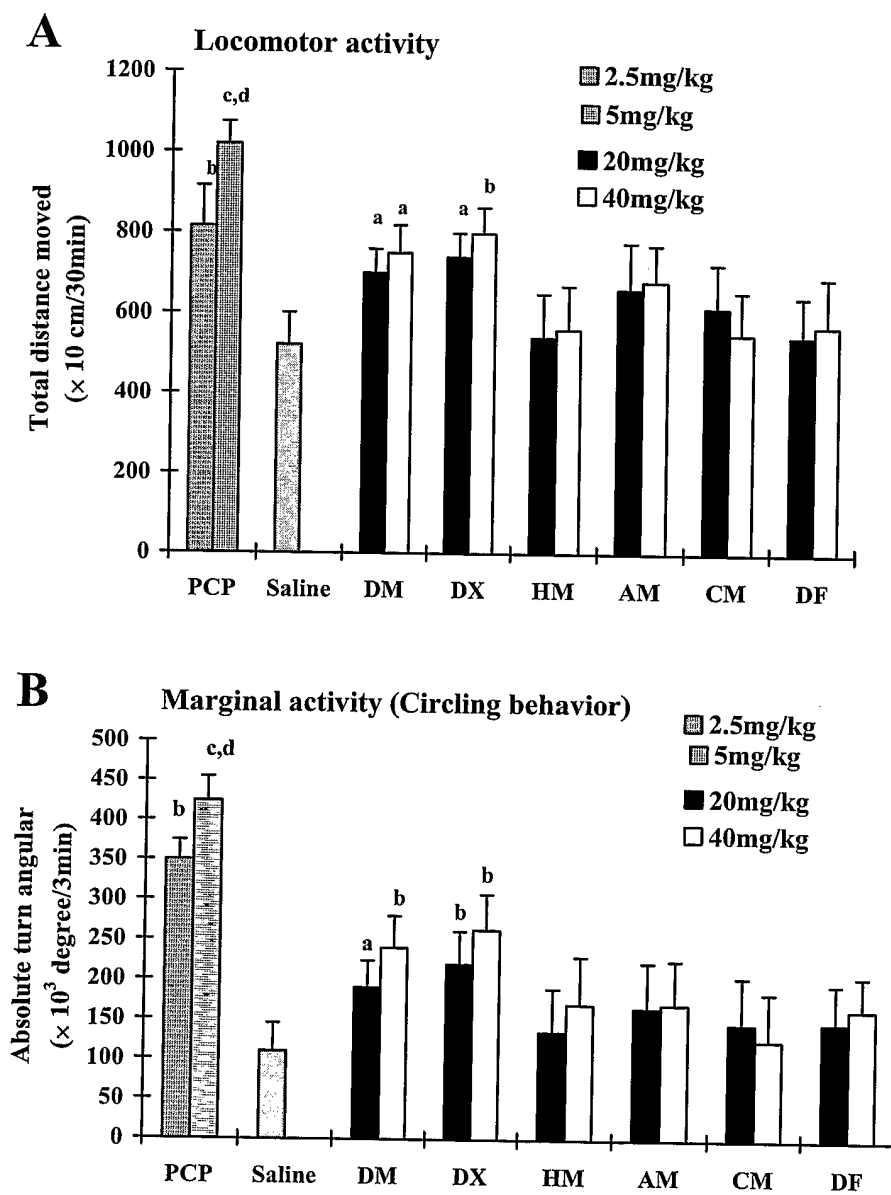 A
Locomotor activity
1200
1000
800
600
400
200
0
Total distance moved
(× 10 cm/30min)
2.5mg/kg
5mg/kg
20mg/kg
40mg/kg
b
c,d
a
a
a
b
PCP Saline DM DX HM AM CM DF
B
Marginal activity (Circling behavior)
500
450
400
350
300
250
200
150
100
50
0
Absolute turn angular
(× 10³ degree/3min)
2.5mg/kg
5mg/kg
20mg/kg
40mg/kg
b
c,d
a
b
b
b
PCP Saline DM DX HM AM CM DF